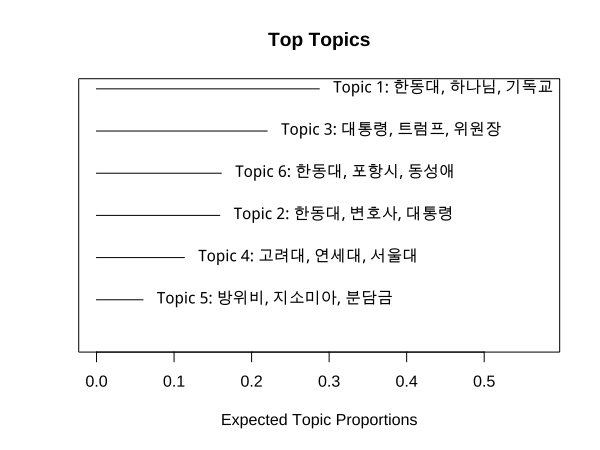 Top Topics
Topic 1: 한동대, 하나님, 기독교
Topic 3: 대통령, 트럼프, 위원장
Topic 6: 한동대, 포항시, 동성애
Topic 2: 한동대, 변호사, 대통령
Topic 4: 고려대, 연세대, 서울대
Topic 5: 방위비, 지소미아, 분담금
0.0 0.1 0.2 0.3 0.4 0.5
Expected Topic Proportions